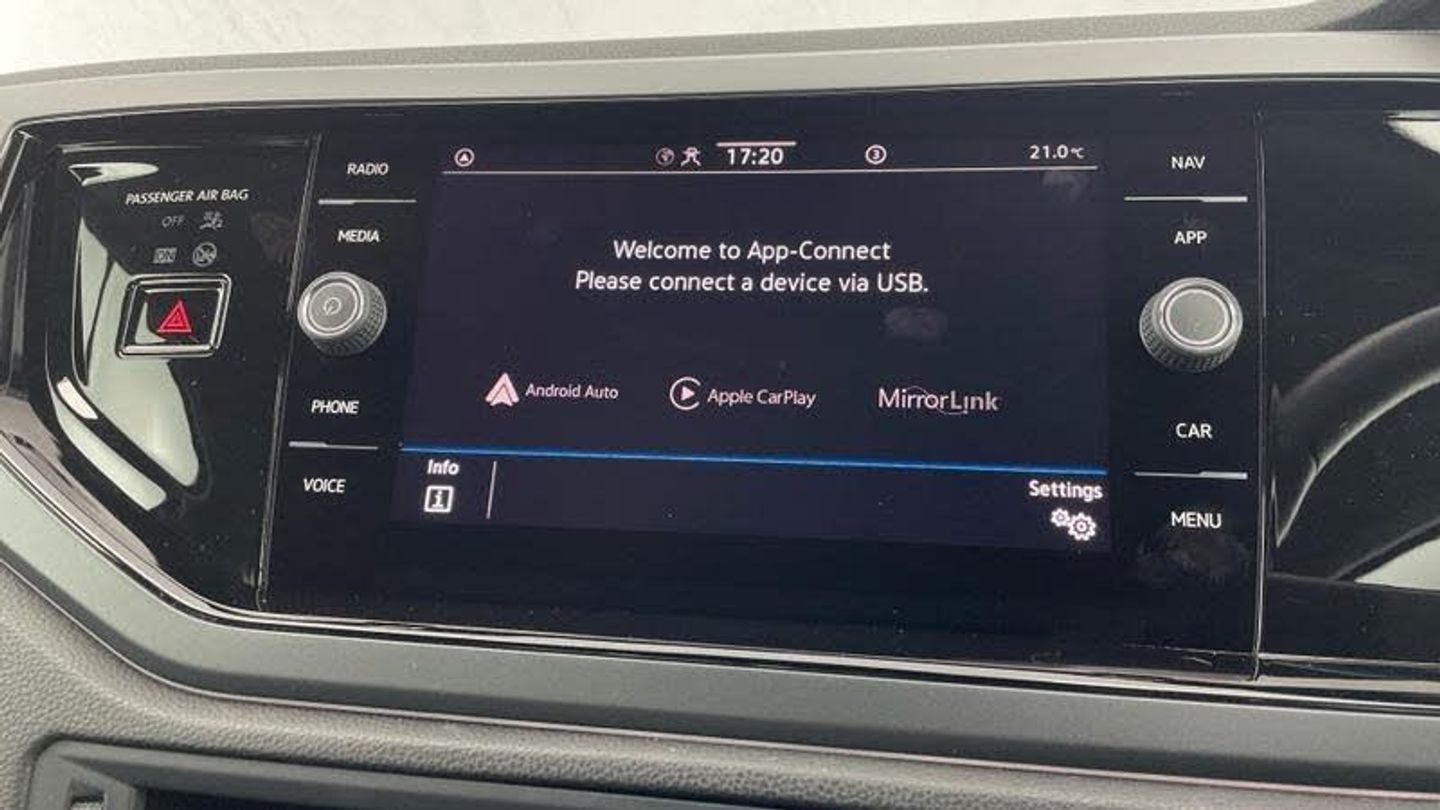 PASSENGER AIR BAG
OFF
ON
RADIO
MEDIA
PHONE
VOICE
17:20
3
21.0°C
Welcome to App-Connect
Please connect a device via USB.
Android Auto
Apple CarPlay
MirrorLink
Info
Settings
NAV
APP
CAR
MENU